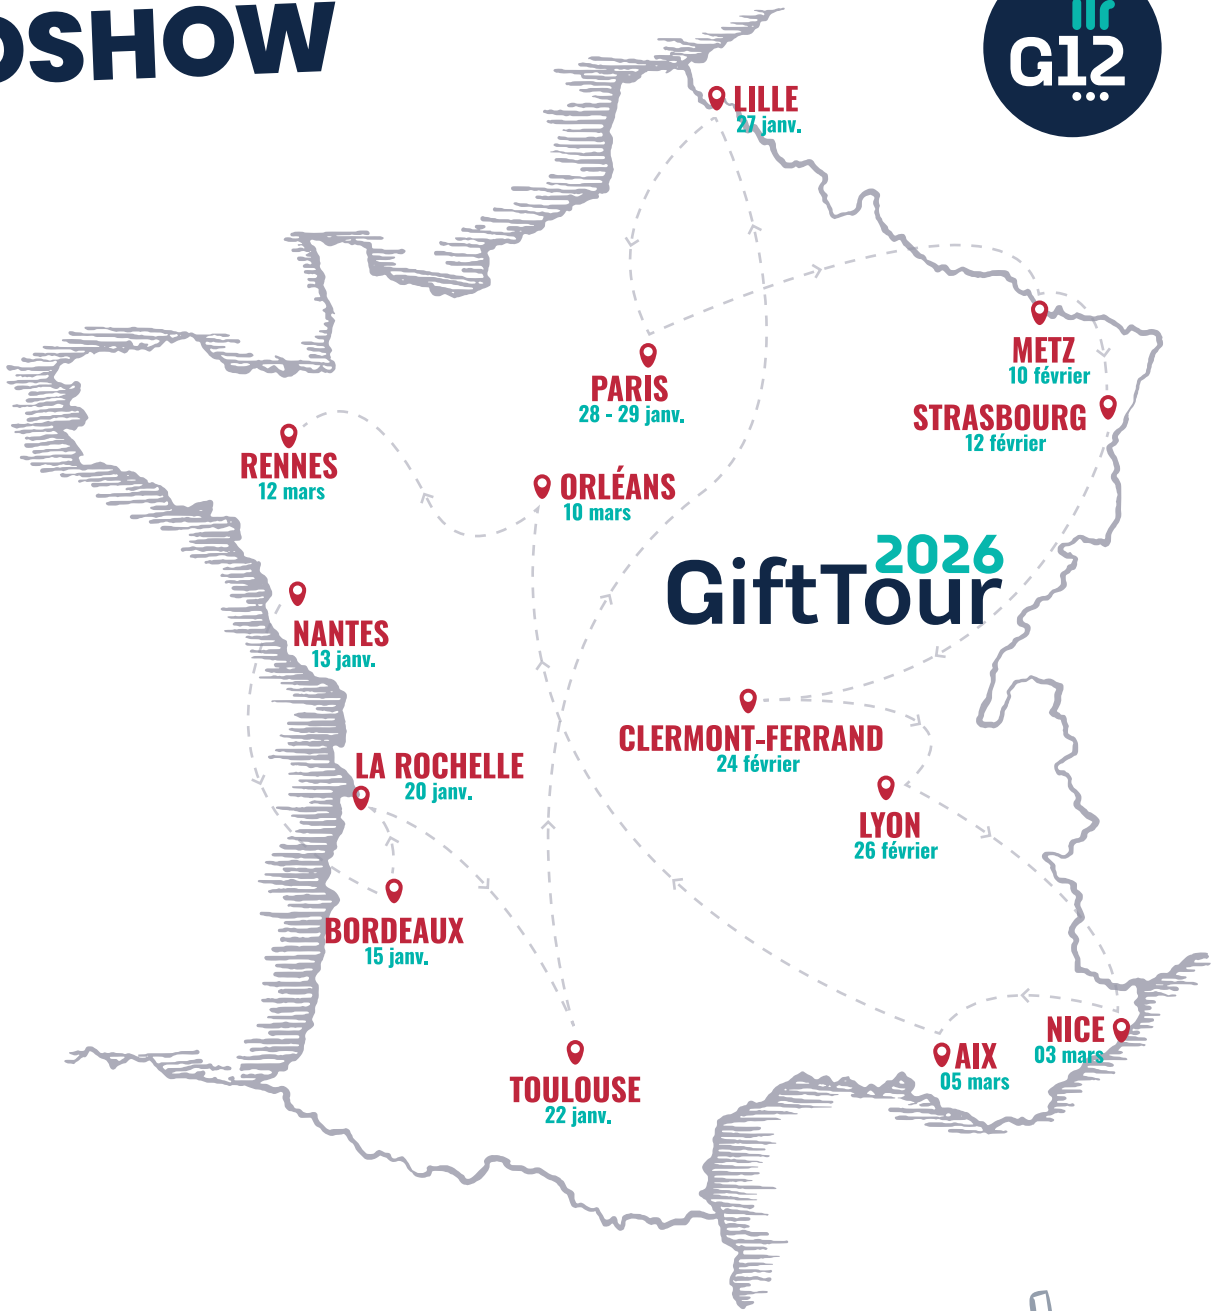 OSHOW
G12
LILLE
27 janv.
METZ
10 février
PARIS
28 - 29 janv.
STRASBOURG
12 février
RENNES
12 mars
ORLÉANS
10 mars
2026
GiftTour
NANTES
13 janv.
CLERMONT-FERRAND
24 février
LA ROCHELLE
20 janv.
LYON
26 février
BORDEAUX
15 janv.
NICE
03 mars
AIX
05 mars
TOULOUSE
22 janv.